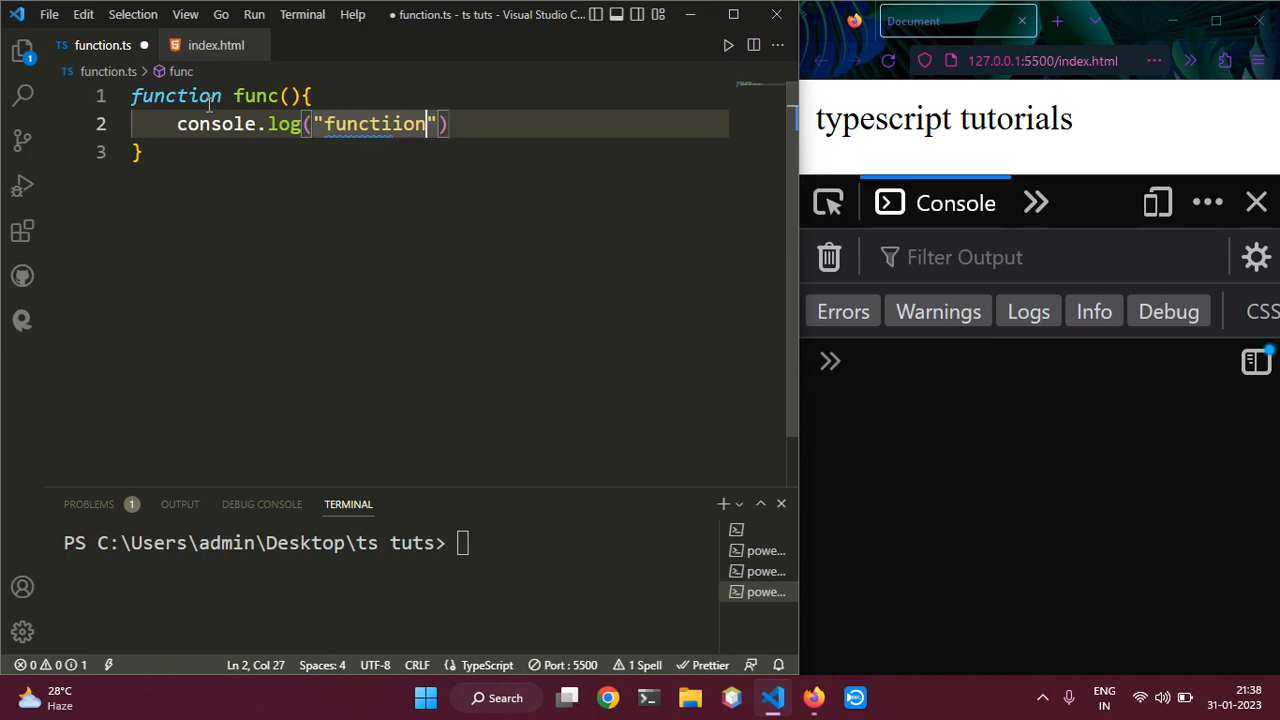 File Edit Selection View Go Run Terminal Help ● function.ts - ts tuts - Visual Studio C...
TS function.ts ● index.html
TS function.ts > func
1 function func(){
2 console.log("functiion")
3 }
PROBLEMS 1 OUTPUT DEBUG CONSOLE TERMINAL
PS C:\Users\admin\Desktop\ts tuts>
powe...
powe...
powe...
0 0 1 Ln 2, Col 27 Spaces: 4 UTF-8 CRLF TypeScript Port : 5500 1 Spell Prettier
Document
127.0.0.1:5500/index.html
typescript tutorials
Console
Filter Output
Errors Warnings Logs Info Debug CSS
28°C
Haze
Search
ENG
IN
21:38
31-01-2023